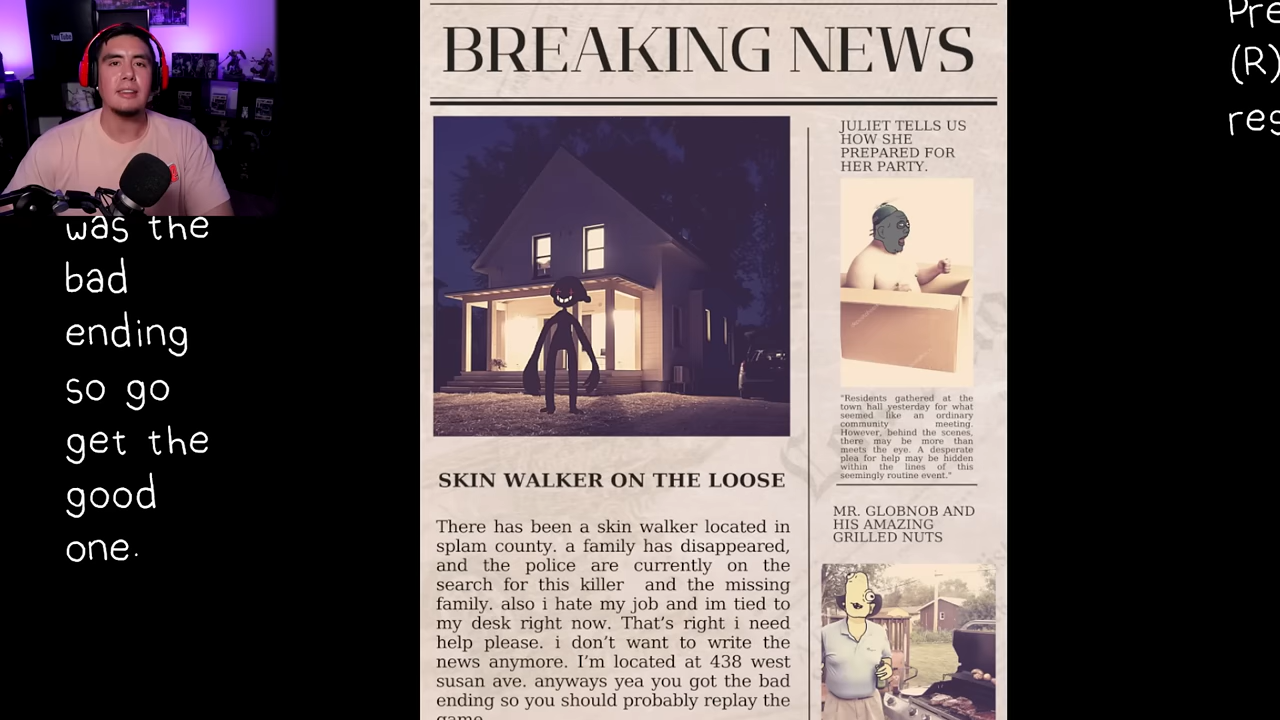 was the
bad
ending
so go
get the
good
one.
BREAKING NEWS
SKIN WALKER ON THE LOOSE
There has been a skin walker located in
splam county. a family has disappeared,
and the police are currently on the
search for this killer and the missing
family. also i hate my job and im tied to
my desk right now. That's right i need
help please. i don't want to write the
news anymore. I'm located at 438 west
susan ave. anyways yea you got the bad
ending so you should probably replay the
game.
JULIET TELLS US
HOW SHE
PREPARED FOR
HER PARTY.
"Residents gathered at the
town hall yesterday for what
seemed like an ordinary
community meeting.
However, behind the scenes,
there may be more than
meets the eye. A desperate
plea for help may be hidden
within the lines of this
seemingly routine event."
MR. GLOBNOB AND
HIS AMAZING
GRILLED NUTS
Pre
(R)
res